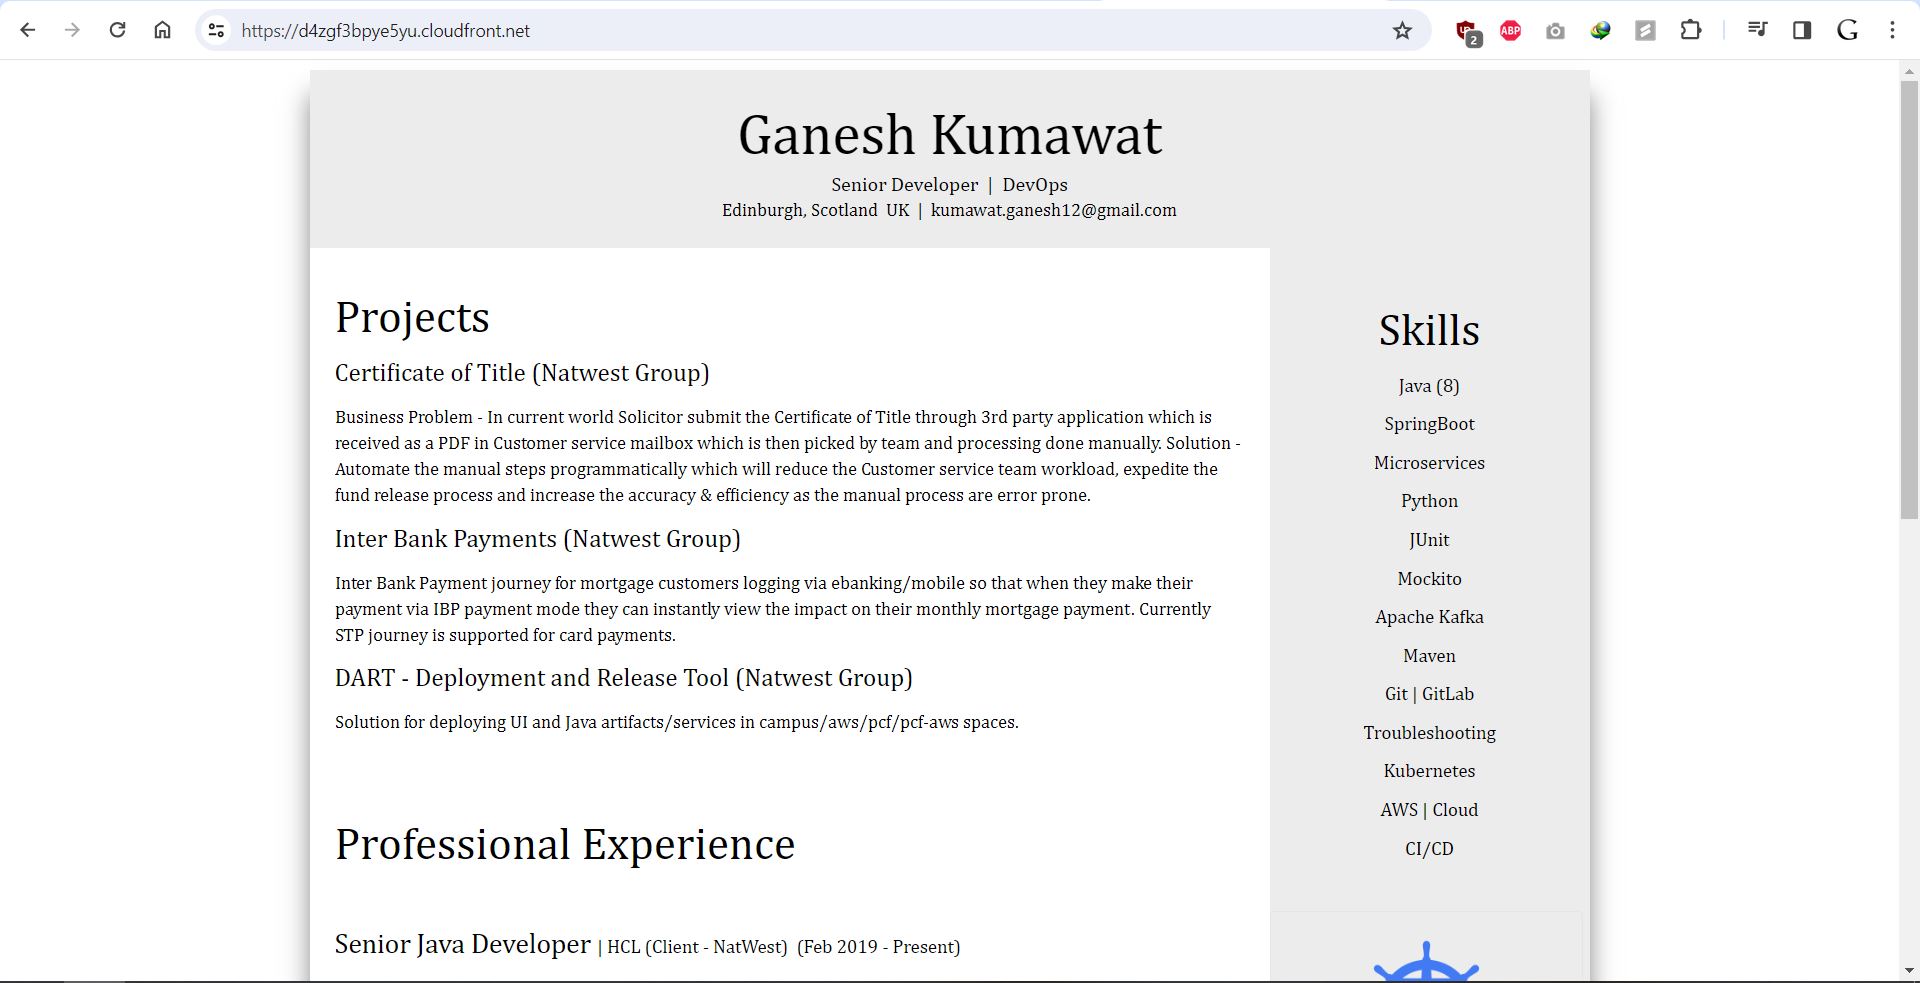 https://d4zgf3bpye5yu.cloudfront.net
2
ABP
G
Ganesh Kumawat
Senior Developer | DevOps
Edinburgh, Scotland UK | kumawat.ganesh12@gmail.com
Projects
Certificate of Title (Natwest Group)
Business Problem - In current world Solicitor submit the Certificate of Title through 3rd party application which is
received as a PDF in Customer service mailbox which is then picked by team and processing done manually. Solution -
Automate the manual steps programmatically which will reduce the Customer service team workload, expedite the
fund release process and increase the accuracy & efficiency as the manual process are error prone.
Inter Bank Payments (Natwest Group)
Inter Bank Payment journey for mortgage customers logging via ebanking/mobile so that when they make their
payment via IBP payment mode they can instantly view the impact on their monthly mortgage payment. Currently
STP journey is supported for card payments.
DART - Deployment and Release Tool (Natwest Group)
Solution for deploying UI and Java artifacts/services in campus/aws/pcf/pcf-aws spaces.
Professional Experience
Senior Java Developer | HCL (Client - NatWest) (Feb 2019 - Present)
Skills
Java (8)
SpringBoot
Microservices
Python
JUnit
Mockito
Apache Kafka
Maven
Git | GitLab
Troubleshooting
Kubernetes
AWS | Cloud
CI/CD